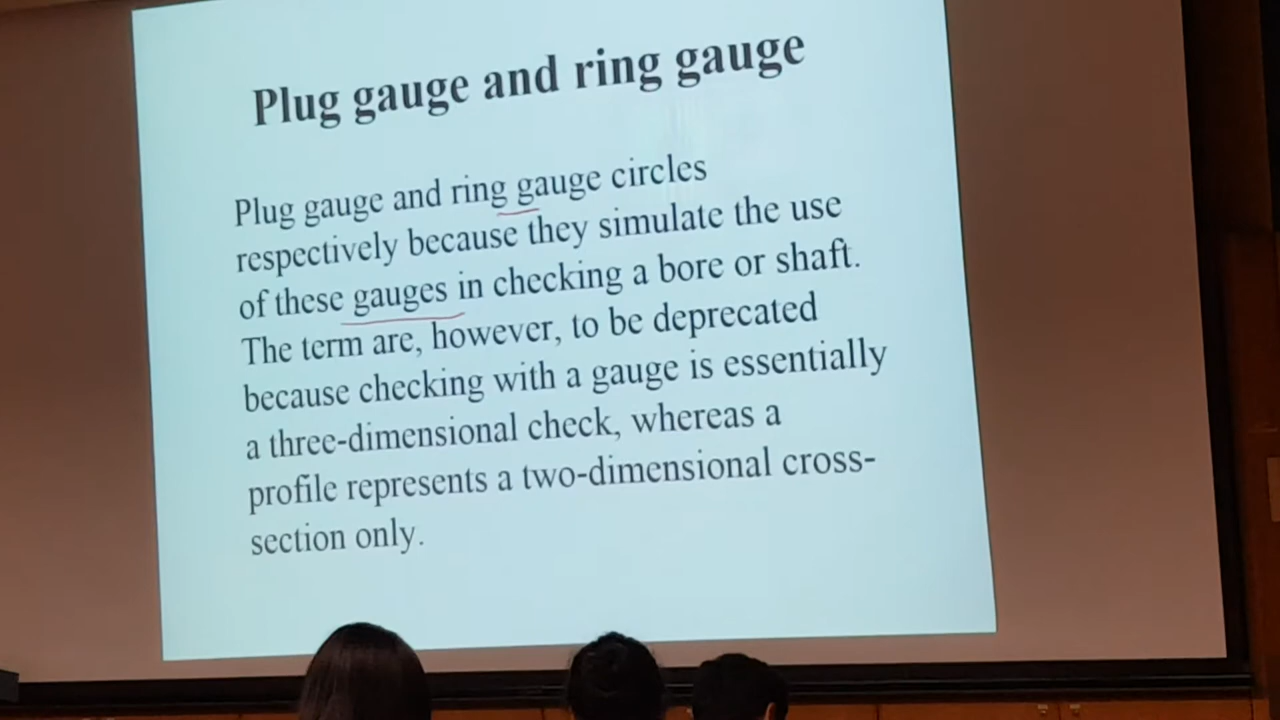 Plug gauge and ring gauge
Plug gauge and ring gauge circles
respectively because they simulate the use
of these gauges in checking a bore or shaft.
The term are, however, to be deprecated
because checking with a gauge is essentially
a three-dimensional check, whereas a
profile represents a two-dimensional cross-
section only.